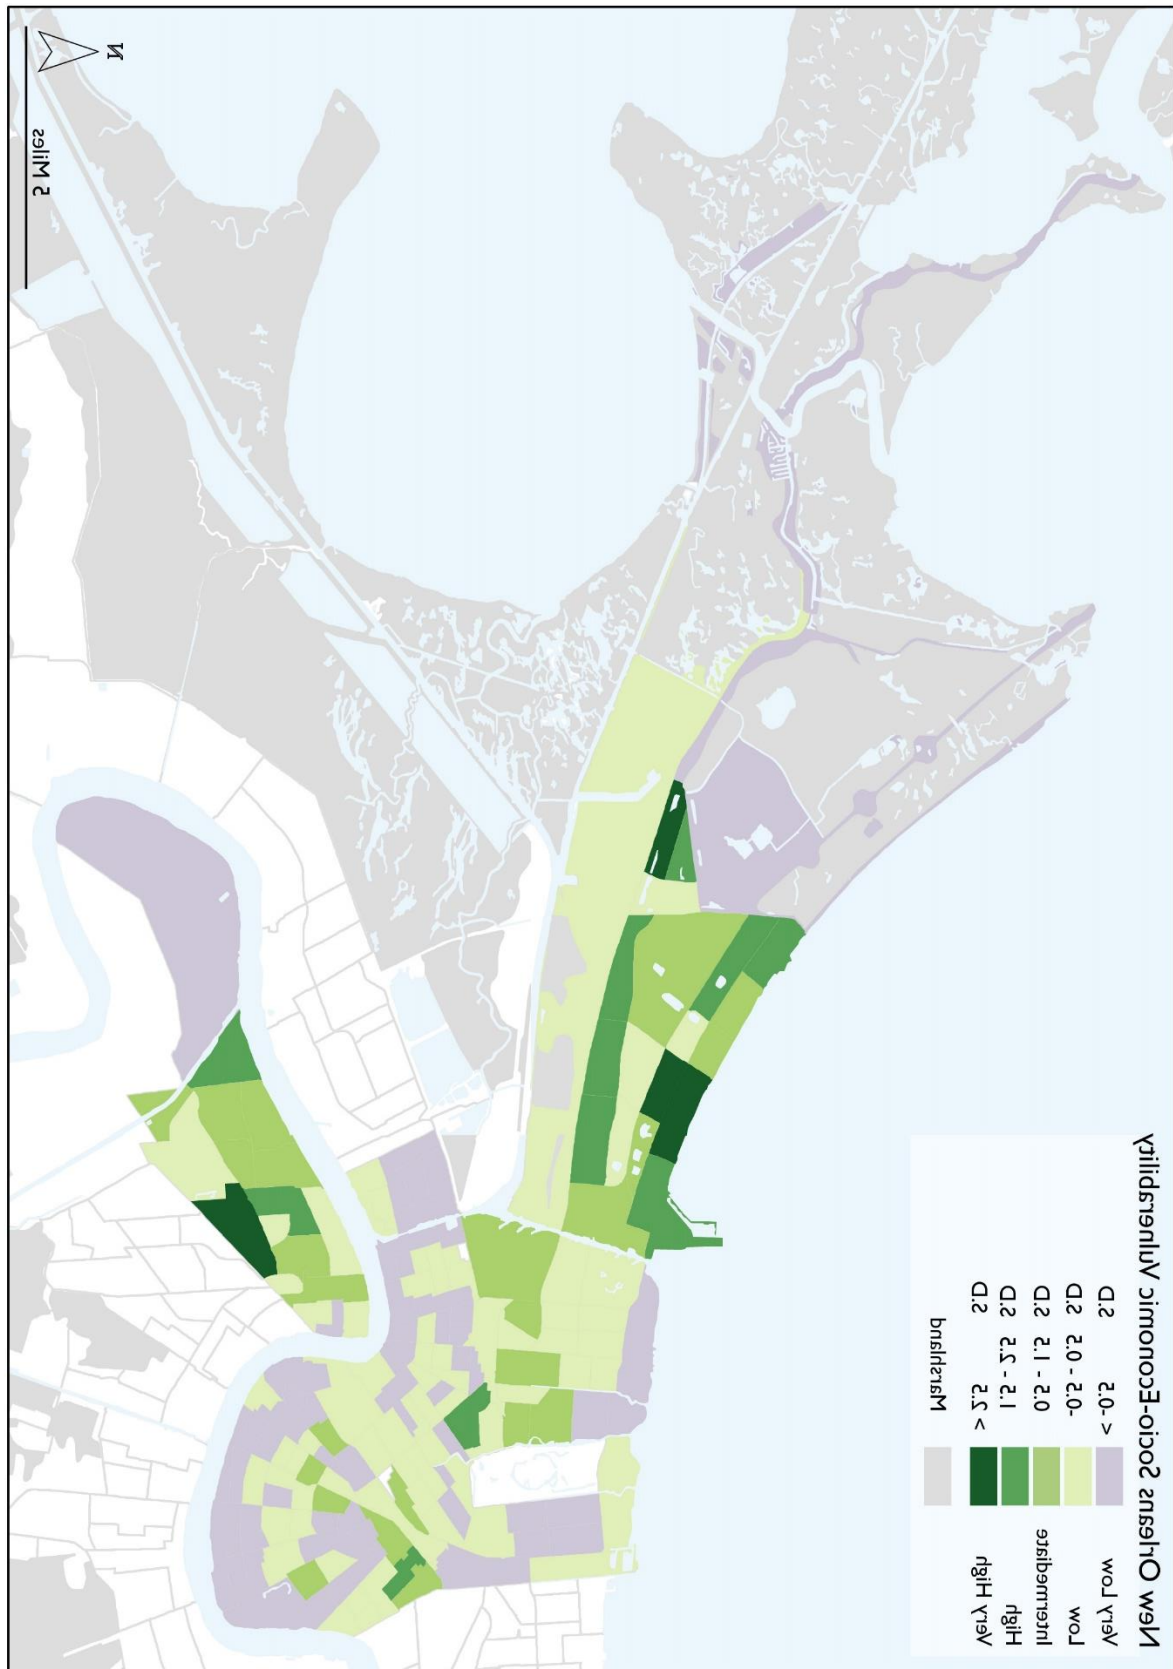 New Orleans Socio-Economic Vulnerability
Very Low < -0.5 S.D
Low -0.5 - 0.5 S.D
Intermediate 0.5 - 1.5 S.D
High 1.5 - 2.5 S.D
Very High > 2.5 S.D
Marshland
5 Miles
N